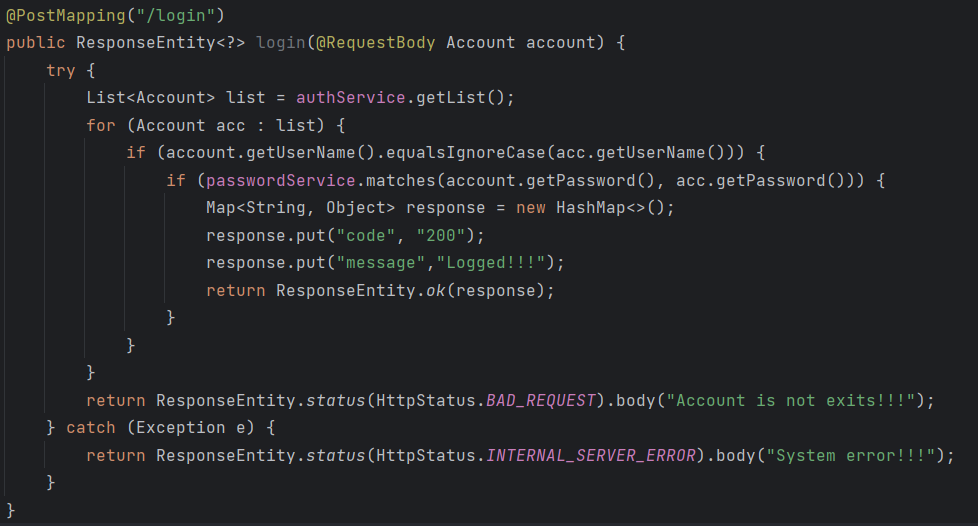 @PostMapping("/login")
public ResponseEntity<?> login(@RequestBody Account account) {
try {
List<Account> list = authService.getList();
for (Account acc : list) {
if (account.getUserName().equalsIgnoreCase(acc.getUserName())) {
if (passwordService.matches(account.getPassword(), acc.getPassword())) {
Map<String, Object> response = new HashMap<>();
response.put("code", "200");
response.put("message","Logged!!!");
return ResponseEntity.ok(response);
}
}
}
return ResponseEntity.status(HttpStatus.BAD_REQUEST).body("Account is not exits!!!");
} catch (Exception e) {
return ResponseEntity.status(HttpStatus.INTERNAL_SERVER_ERROR).body("System error!!!");
}
}